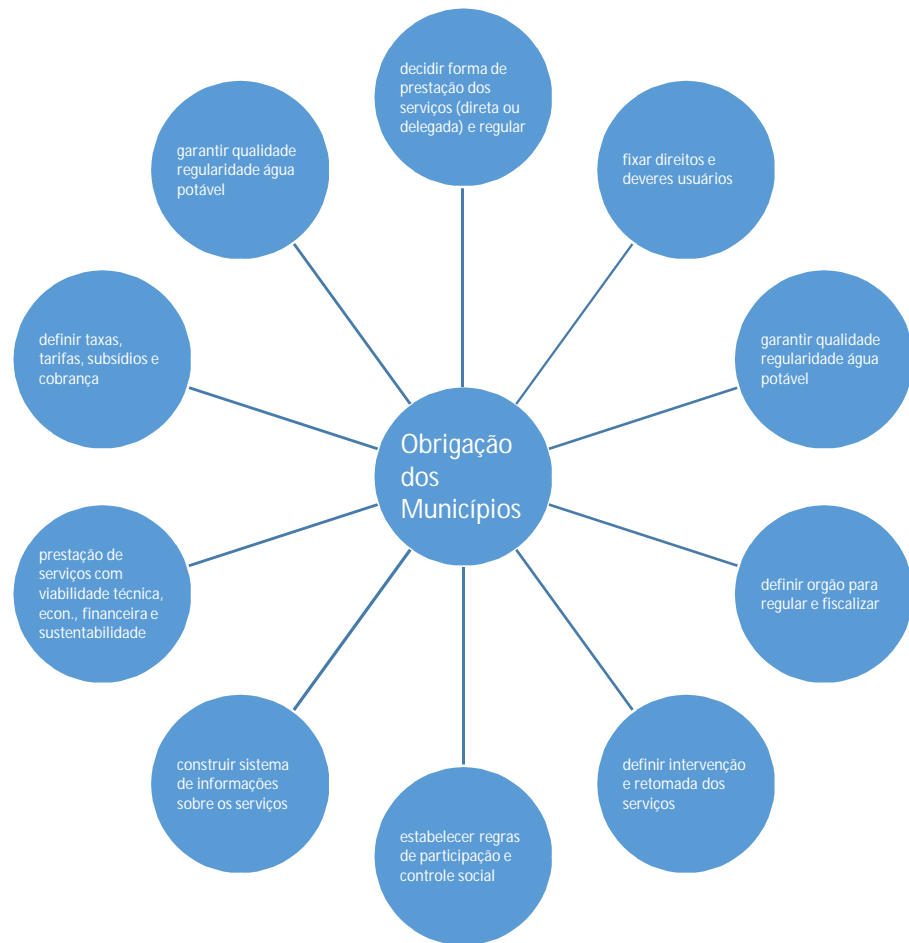 decidir forma de
prestação dos
serviços (direta ou
delegada) e regular
fixar direitos e
deveres usuários
garantir qualidade
regularidade água
potável
definir orgão para
regular e fiscalizar
definir intervenção
e retomada dos
serviços
estabelecer regras
de participação e
controle social
construir sistema
de informações
sobre os serviços
prestação de
serviços com
viabilidade técnica,
econ., financeira e
sustentabilidade
definir taxas,
tarifas, subsídios e
cobrança
garantir qualidade
regularidade água
potável
Obrigação
dos
Municípios